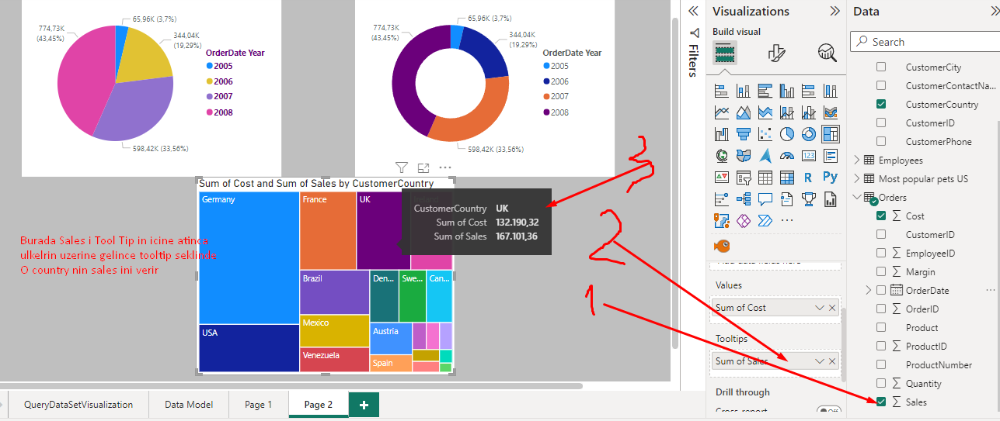 65,96K (3,7%)
774,73K
(43,45%)
344,04K
(19,29%)
598,42K (33,56%)
OrderDate Year
2005
2006
2007
2008
65,96K (3,7%)
774,73K
(43,45%)
344,04K
(19,29%)
598,42K (33,56%)
OrderDate Year
2005
2006
2007
2008
Sum of Cost and Sum of Sales by CustomerCountry
Germany
France
UK
USA
Brazil
Mexico
Venezuela
Den...
Swe...
Can...
Austria
Spain
CustomerCountry UK
Sum of Cost 132.190,32
Sum of Sales 167.101,36
Burada Sales i Tool Tip in icine atinca
ulkelrin uzerine gelince tooltip seklinde
O country nin sales ini verir
3
2
1
QueryDataSetVisualization
Data Model
Page 1
Page 2
+
Filters
Visualizations
Build visual
123
R
Py
...
Add data fields here
Values
Sum of Cost
Tooltips
Sum of Sales
Drill through
Cross-report
Off
Data
Search
CustomerCity
CustomerContactNa...
CustomerCountry
CustomerID
CustomerPhone
Employees
Most popular pets US
Orders
Cost
CustomerID
EmployeeID
Margin
OrderDate
OrderID
Product
ProductID
ProductNumber
Quantity
Sales